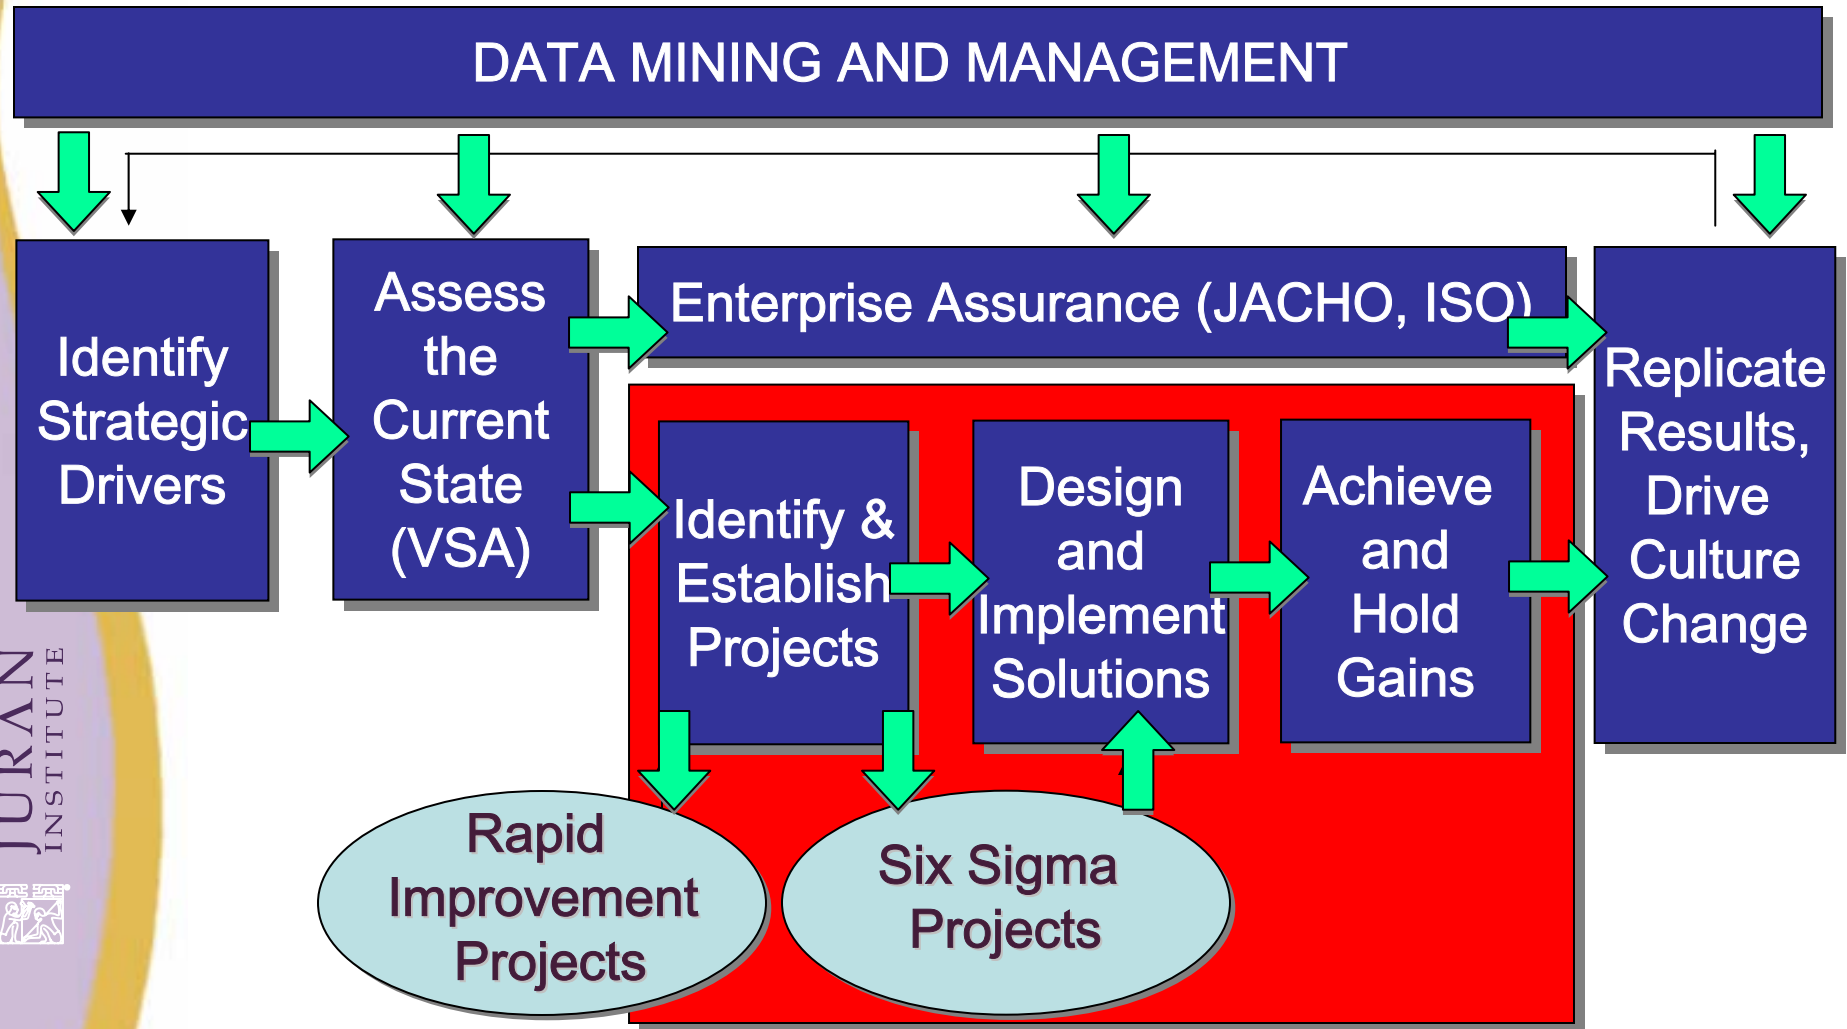 DATA MINING AND MANAGEMENT
Identify
Strategic
Drivers
Assess
the
Current
State
(VSA)
Enterprise Assurance (JACHO, ISO)
Identify &
Establish
Projects
Design
and
Implement
Solutions
Achieve
and
Hold
Gains
Replicate
Results,
Drive
Culture
Change
Rapid
Improvement
Projects
Six Sigma
Projects
JURAN
INSTITUTE